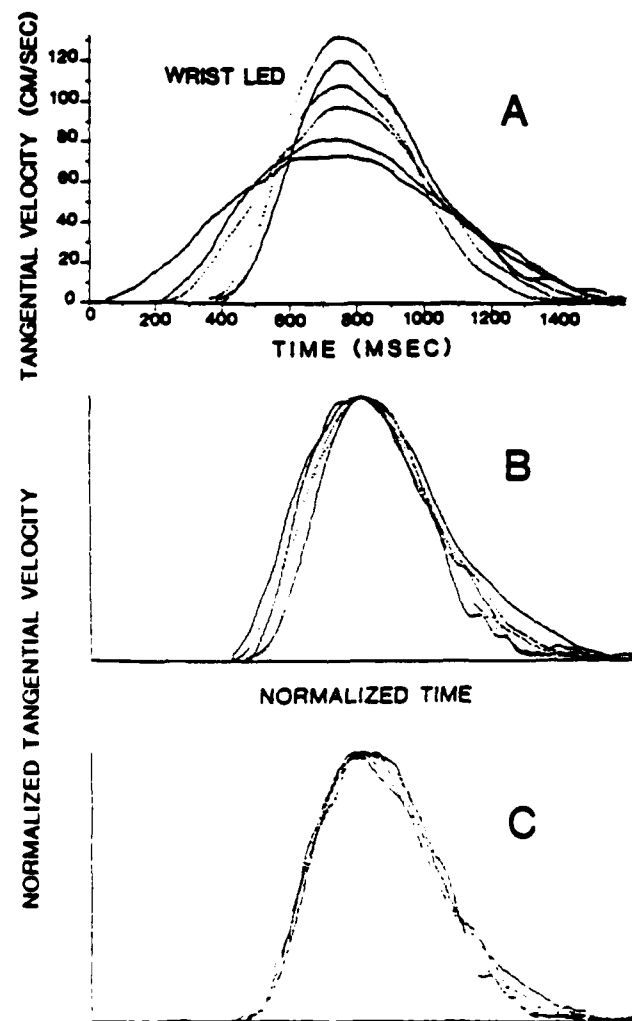 TANGENTIAL VELOCITY (CM/SEC)
120
100
80
60
40
20
0
WRIST LED
A
0 200 400 600 800 1000 1200 1400
TIME (MSEC)
B
NORMALIZED TANGENTIAL VELOCITY
NORMALIZED TIME
C